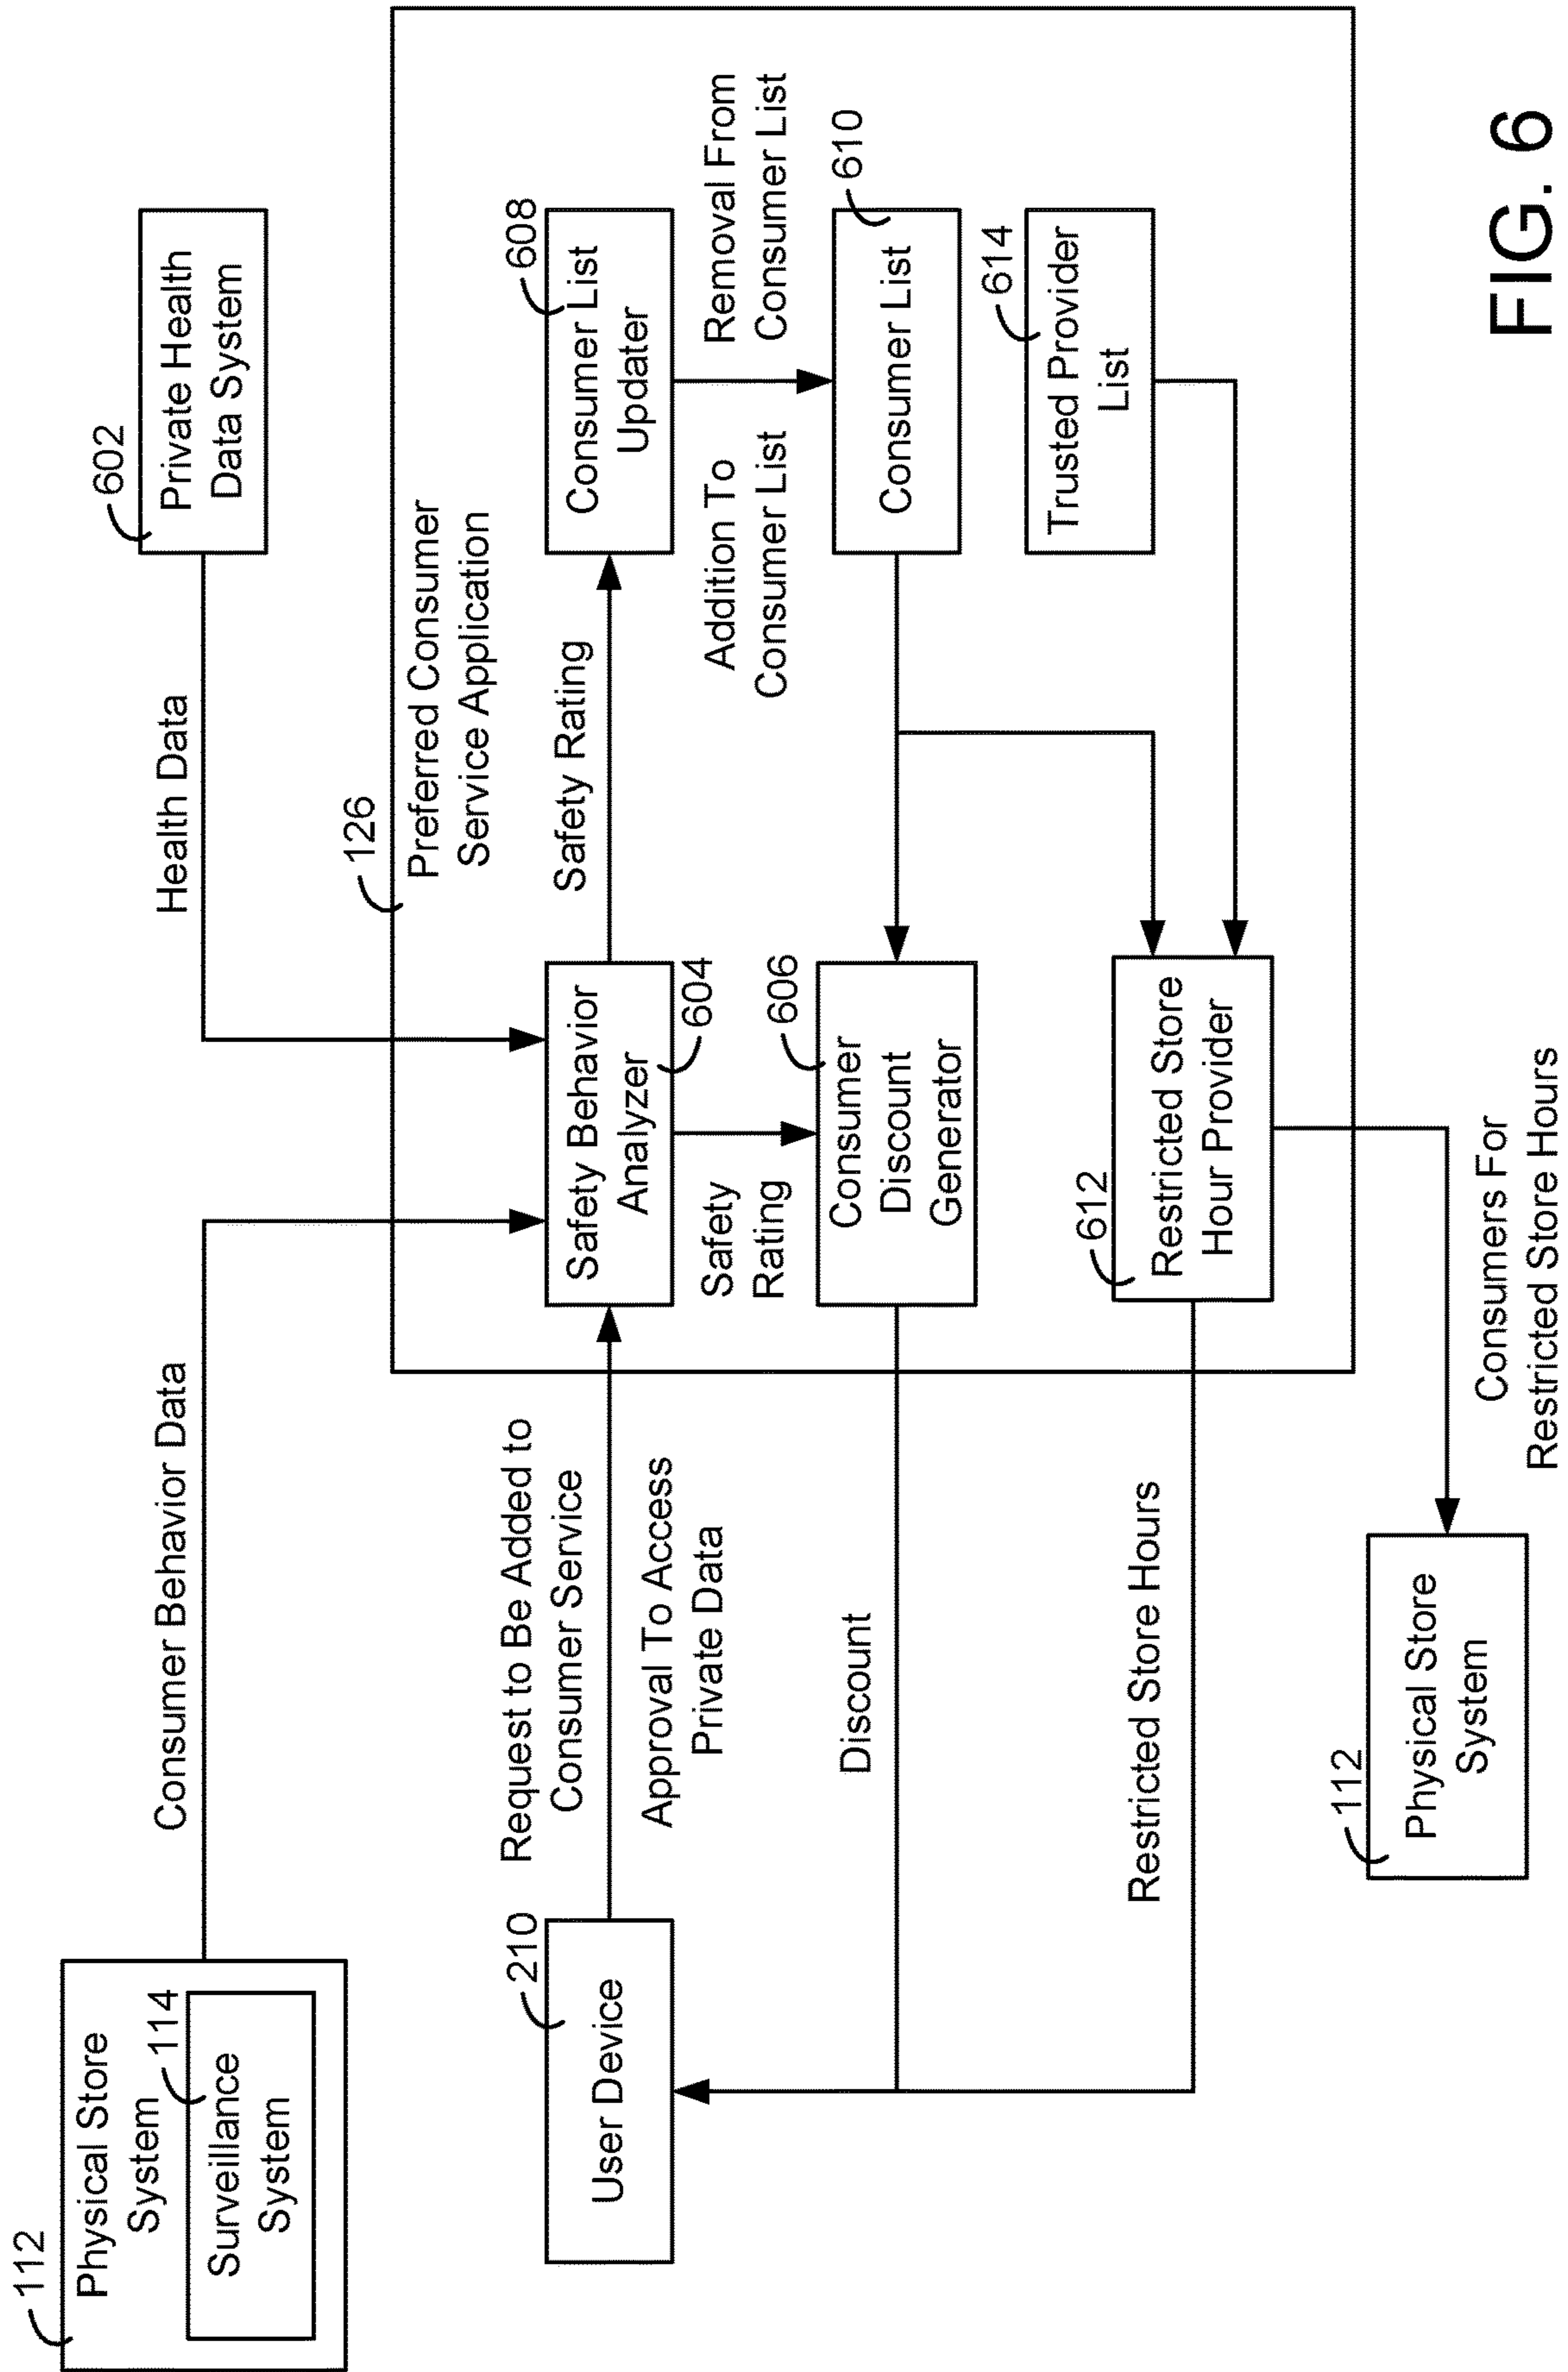 112
Physical Store
System
114
Surveillance
System
Consumer Behavior Data
Health Data
602
Private Health
Data System
126
Preferred Consumer
Service Application
210
User Device
Request to Be Added to
Consumer Service
Approval To Access
Private Data
Safety Behavior
Analyzer
604
Safety Rating
608
Consumer List
Updater
Safety
Rating
Addition To
Consumer List
Removal From
Consumer List
Discount
606
Consumer
Discount
Generator
610
Consumer List
614
Trusted Provider
List
Restricted Store Hours
612
Restricted Store
Hour Provider
112
Physical Store
System
Consumers For
Restricted Store Hours
FIG. 6